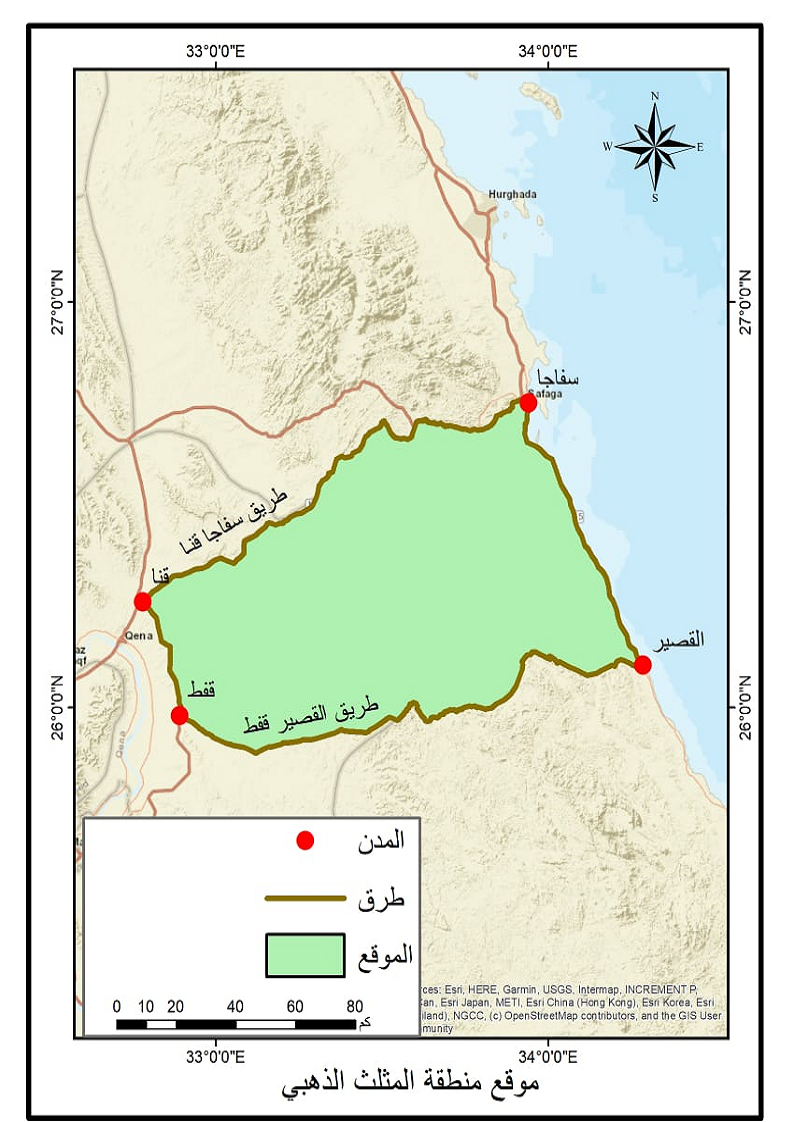 33°0'0"E 34°0'0"E
N
W E
S
Hurghada
27°0'0"N 27°0'0"N
سفاجا
Safaga
طريق سفاجا قنا
5
قنا
Qena
القصير
قفط
26°0'0"N 26°0'0"N
طريق القصير قفط
Qena
المدن
طرق
الموقع
0 10 20 40 60 80
كم
rces: Esri, HERE, Garmin, USGS, Intermap, INCREMENT P,
Can, Esri Japan, METI, Esri China (Hong Kong), Esri Korea, Esri
iland), NGCC, (c) OpenStreetMap contributors, and the GIS User
munity
33°0'0"E 34°0'0"E
موقع منطقة المثلث الذهبي